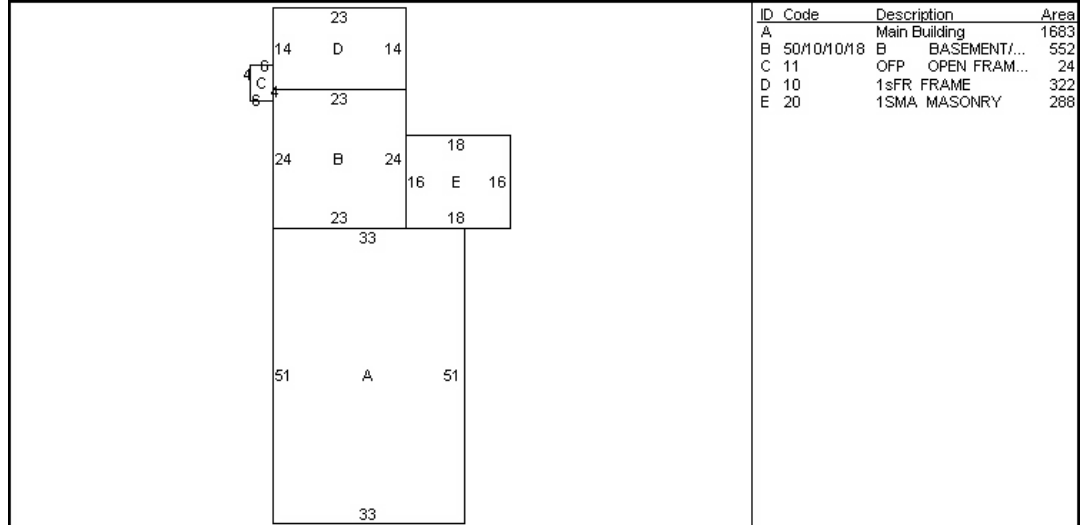 23
14 D 14
6
4 C 4
6
23
24 B 24
23
18
16 E 16
18
33
51 A 51
33
ID Code Description Area
A Main Building 1683
B 50/10/10/18 B BASEMENT/... 552
C 11 OFP OPEN FRAM... 24
D 10 1sFR FRAME 322
E 20 1SMA MASONRY 288